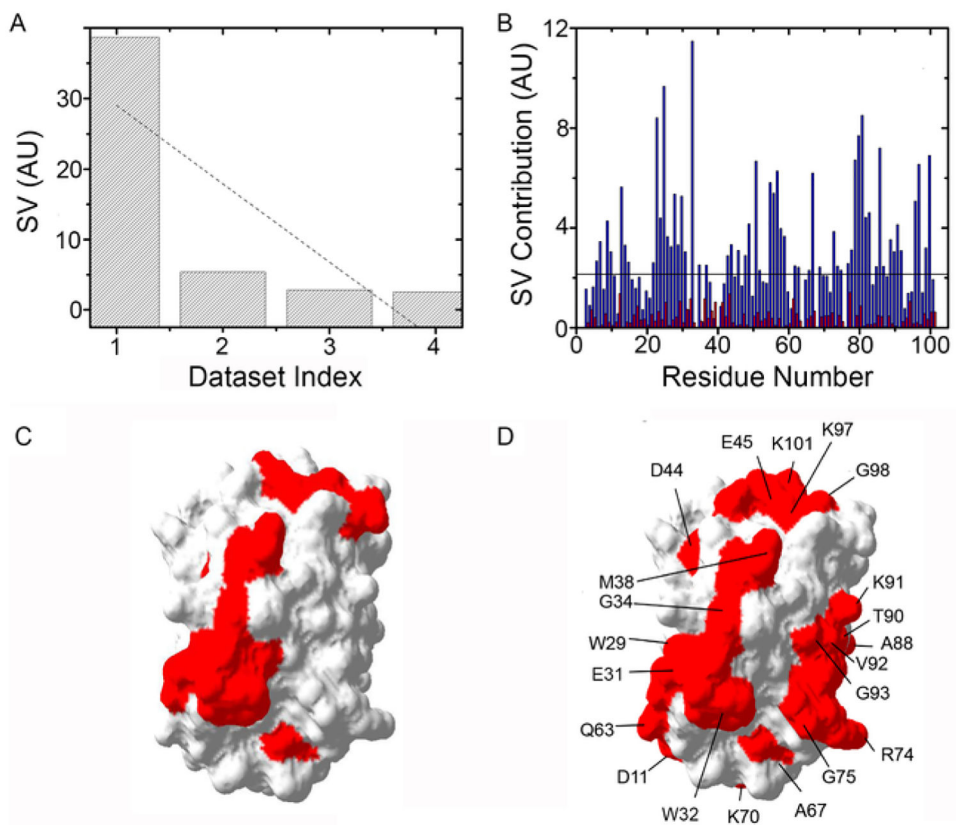 A
SV (AU)
30
20
10
0
1 2 3 4
Dataset Index
B
SV Contribution (AU)
12
8
4
0
0 20 40 60 80 100
Residue Number
C
D
K97
E45 K101
D44
G98
M38
G34
K91
T90
W29
A88
E31
V92
G93
Q63
R74
D11
G75
W32
K70
A67